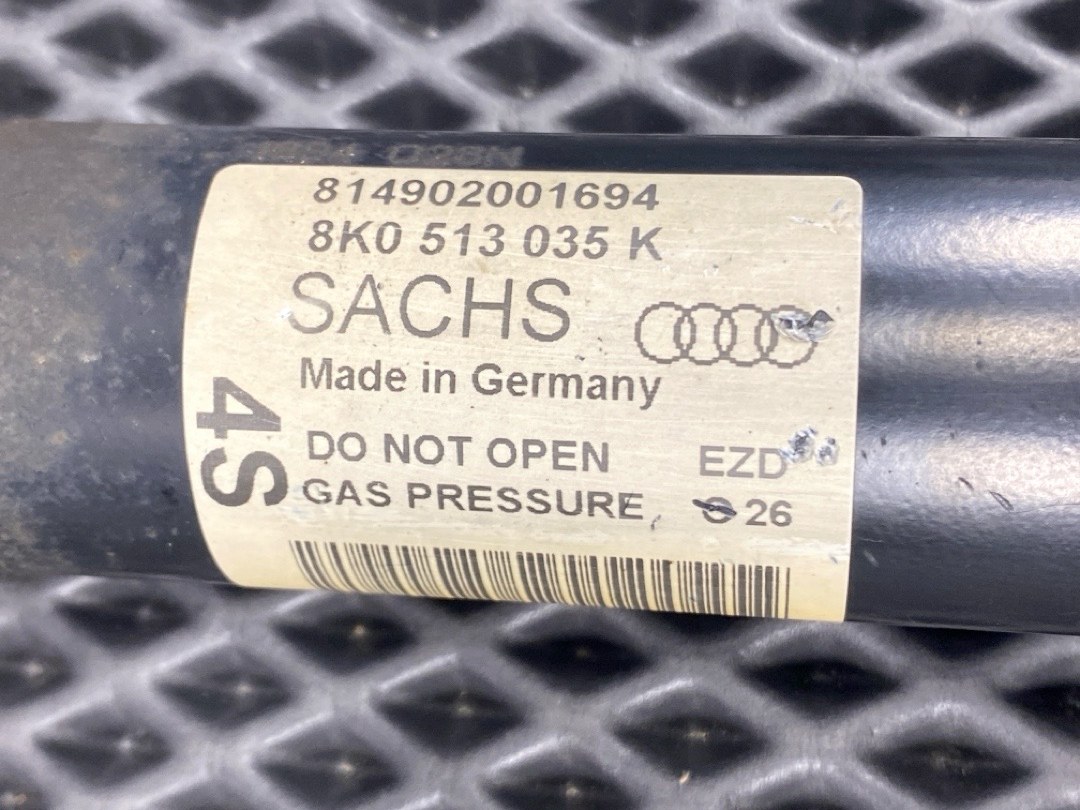 814902001694
8K0 513 035 K
SACHS
Made in Germany
4S
DO NOT OPEN EZD
GAS PRESSURE 26